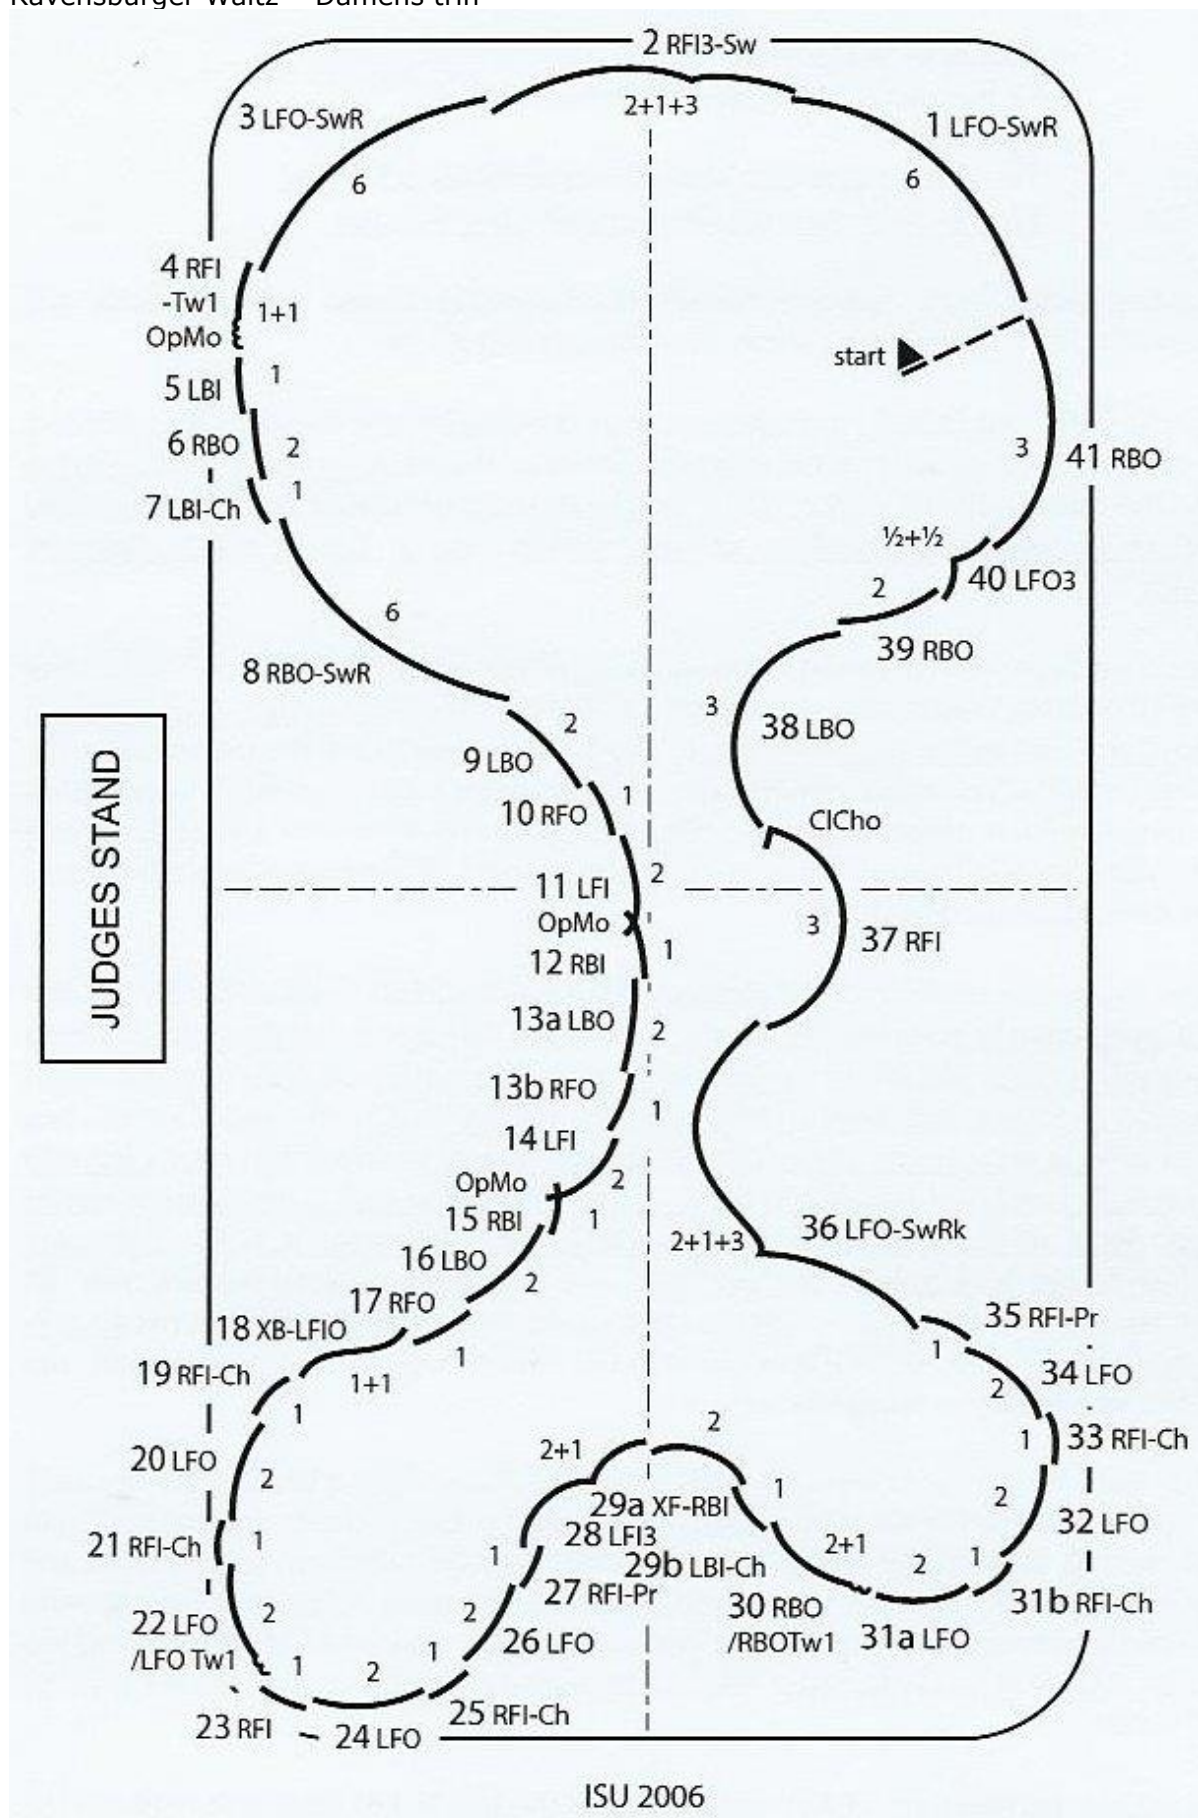 Ravensburger Waltz – Damens trin
2 RFI3-Sw
2+1+3
3 LFO-SwR
6
1 LFO-SwR
6
4 RFI
-Tw1
OpMo
1+1
start
5 LBI
1
6 RBO
2
7 LBI-Ch
1
3
41 RBO
½+½
40 LFO3
2
39 RBO
6
8 RBO-SwR
3
38 LBO
2
9 LBO
1
10 RFO
ClCho
11 LFI
2
OpMo
12 RBI
1
3
37 RFI
JUDGES STAND
13a LBO
2
13b RFO
1
14 LFI
2
OpMo
15 RBI
1
16 LBO
2
2+1+3
36 LFO-SwRk
17 RFO
1
18 XB-LFIO
1+1
19 RFI-Ch
1
35 RFI-Pr
1
34 LFO
2
33 RFI-Ch
1
20 LFO
2
2+1
2
29a XF-RBI
1
32 LFO
2
21 RFI-Ch
1
28 LFI3
1
29b LBI-Ch
2+1
2
1
27 RFI-Pr
30 RBO
/RBOTw1
31a LFO
31b RFI-Ch
22 LFO
/LFO Tw1
2
26 LFO
2
23 RFI
1
24 LFO
2
25 RFI-Ch
1
ISU 2006